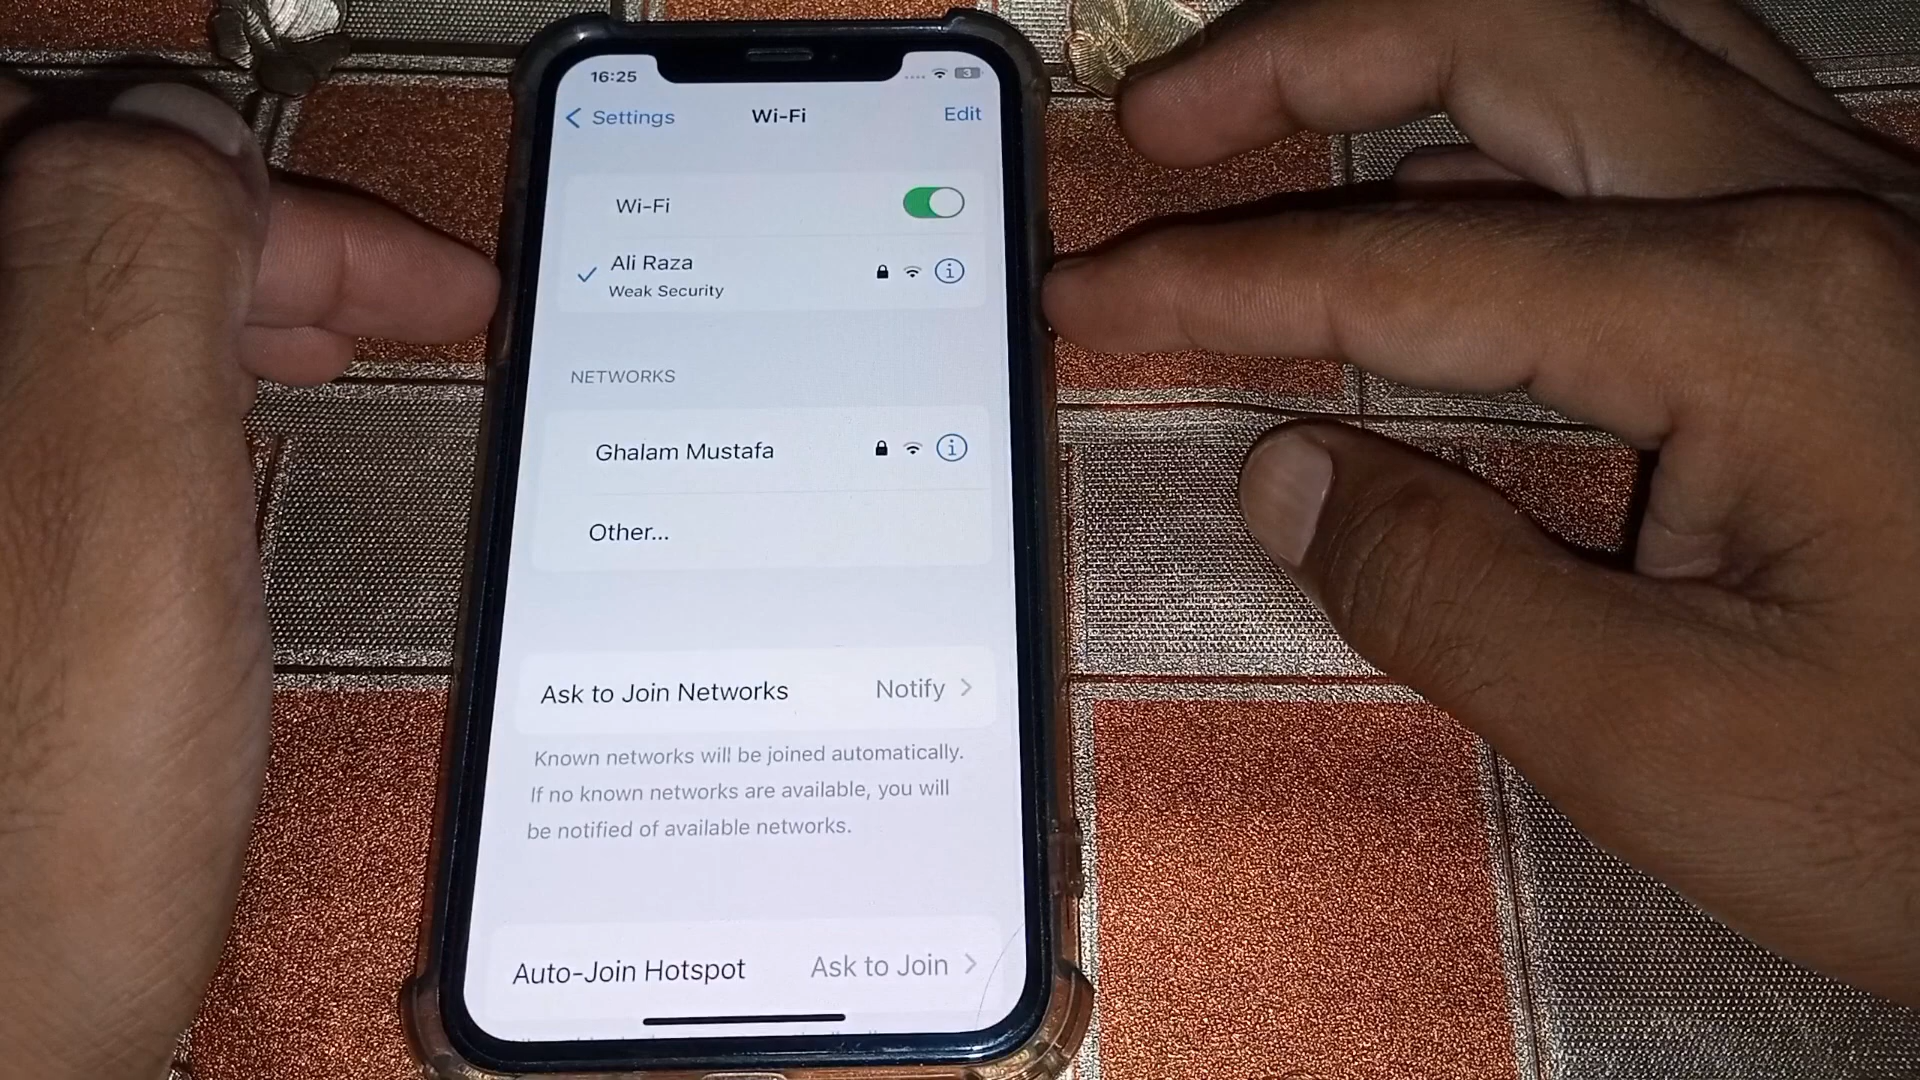 16:25
3
Settings
Wi-Fi
Edit
Wi-Fi
Ali Raza
Weak Security
NETWORKS
Ghalam Mustafa
Other...
Ask to Join Networks
Notify
Known networks will be joined automatically.
If no known networks are available, you will
be notified of available networks.
Auto-Join Hotspot
Ask to Join